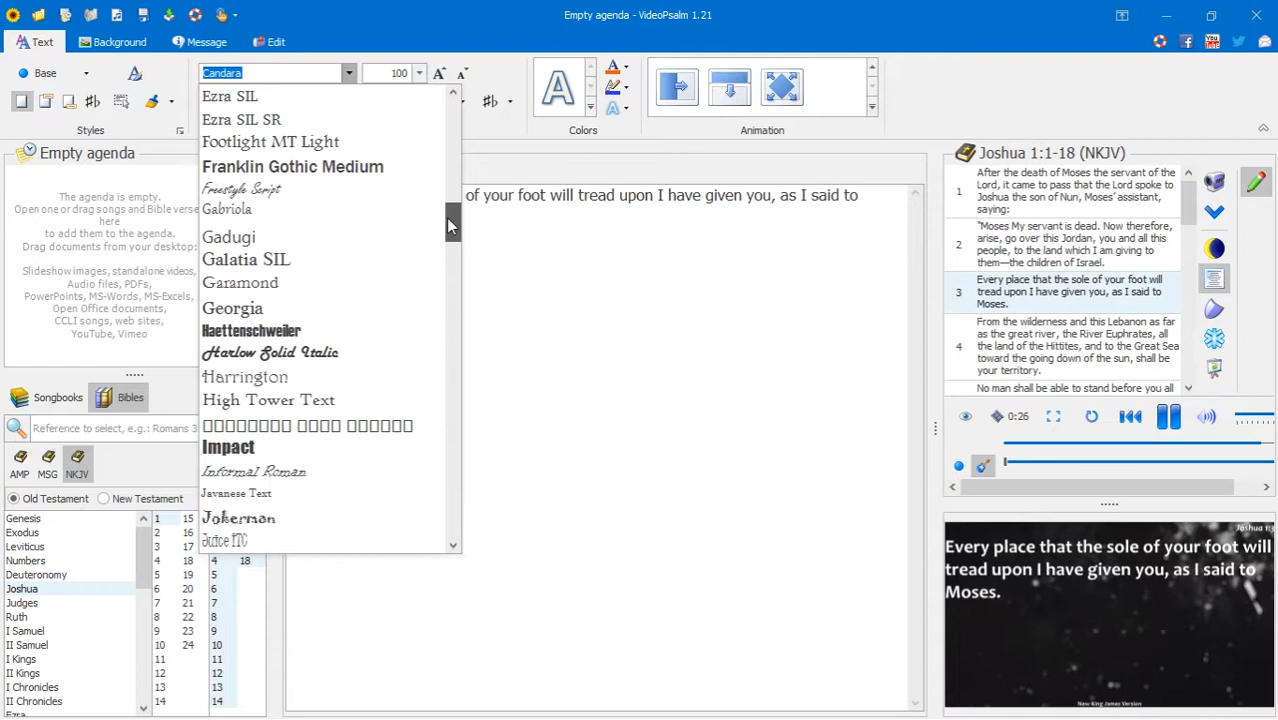 Empty agenda - VideoPsalm 1.21
Text
Background
Message
Edit
Base
Candara
100
Styles
Colors
Animation
Empty agenda
The agenda is empty.
Open one or drag songs and Bible verse
here
to add them to the agenda.
Drag documents from your desktop:
Slideshow images, standalone videos,
Audio files, PDFs,
PowerPoints, MS-Words, MS-Excels,
Open Office documents,
CCLI songs, web sites,
YouTube, Vimeo
Songbooks
Bibles
Reference to select, e.g.: Romans 3
AMP
MSG
NKJV
Old Testament
New Testament
Genesis
Exodus
Leviticus
Numbers
Deuteronomy
Joshua
Judges
Ruth
I Samuel
II Samuel
I Kings
II Kings
I Chronicles
II Chronicles
Ezra
1 15
2 16
3 17
4 18
5 19
6 20
7 21
8 22
9 23
10 24
11
12
13
14
4 18
5
6
7
8
9
10
11
12
13
14
Ezra SIL
Ezra SIL SR
Footlight MT Light
Franklin Gothic Medium
Freestyle Script
Gabriola
Gadugi
Galatia SIL
Garamond
Georgia
Haettenschweiler
Harlow Solid Italic
Harrington
High Tower Text
Impact
Informal Roman
Javanese Text
Jokerman
Juice ITC
of your foot will tread upon I have given you, as I said to
Joshua 1:1-18 (NKJV)
1
After the death of Moses the servant of the
Lord, it came to pass that the Lord spoke to
Joshua the son of Nun, Moses' assistant,
saying:
2
"Moses My servant is dead. Now therefore,
arise, go over this Jordan, you and all this
people, to the land which I am giving to
them—the children of Israel.
3
Every place that the sole of your foot will
tread upon I have given you, as I said to
Moses.
4
From the wilderness and this Lebanon as far
as the great river, the River Euphrates, all
the land of the Hittites, and to the Great Sea
toward the going down of the sun, shall be
your territory.
No man shall be able to stand before you all
0:26
Joshua 1:3
Every place that the sole of your foot will
tread upon I have given you, as I said to
Moses.
New King James Version